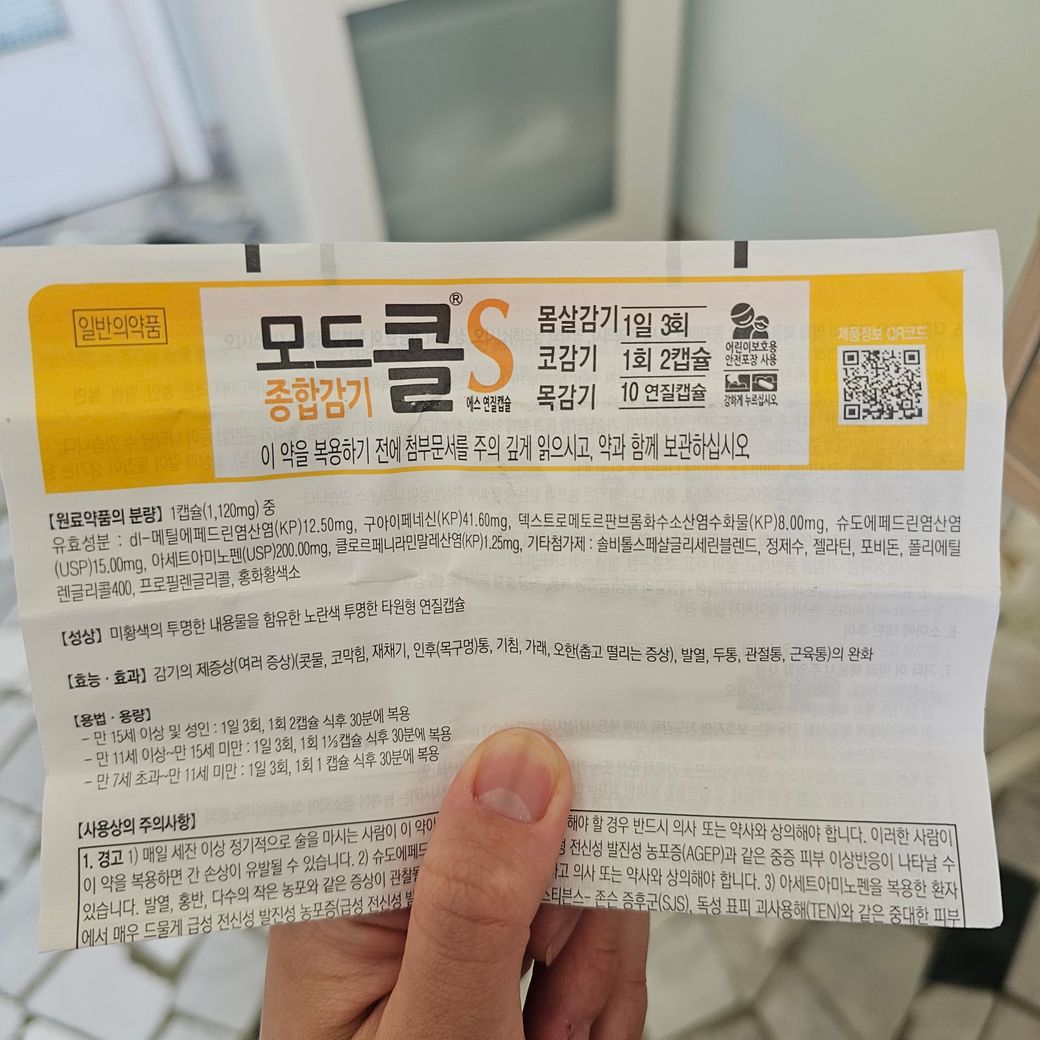 일반의약품
모드콜® S
종합감기
에스 연질캡슐
몸살감기
코감기
목감기
1일 3회
1회 2캡슐
10 연질캡슐
어린이보호용
안전포장 사용
강하게 누르십시오
제품정보 QR코드
이 약을 복용하기 전에 첨부문서를 주의 깊게 읽으시고, 약과 함께 보관하십시오.
【원료약품의 분량】 1캡슐(1,120mg) 중
유효성분 : dl-메틸에페드린염산염(KP)12.50mg, 구아이페네신(KP)41.60mg, 덱스트로메토르판브롬화수소산염수화물(KP)8.00mg, 슈도에페드린염산염
(USP)15.00mg, 아세트아미노펜(USP)200.00mg, 클로르페니라민말레산염(KP)1.25mg, 기타첨가제 : 솔비톨스페샬글리세린블렌드, 정제수, 젤라틴, 포비돈, 폴리에틸
렌글리콜400, 프로필렌글리콜, 홍화황색소
【성상】 미황색의 투명한 내용물을 함유한 노란색 투명한 타원형 연질캡슐
【효능·효과】 감기의 제증상(여러 증상)(콧물, 코막힘, 재채기, 인후(목구멍)통, 기침, 가래, 오한(춥고 떨리는 증상), 발열, 두통, 관절통, 근육통)의 완화
【용법·용량】
- 만 15세 이상 및 성인 : 1일 3회, 1회 2캡슐 식후 30분에 복용
- 만 11세 이상~만 15세 미만 : 1일 3회, 1회 1⅓캡슐 식후 30분에 복용
- 만 7세 초과~만 11세 미만 : 1일 3회, 1회 1 캡슐 식후 30분에 복용
【사용상의 주의사항】
1. 경고 1) 매일 세잔 이상 정기적으로 술을 마시는 사람이 이 약이 해야 할 경우 반드시 의사 또는 약사와 상의해야 합니다. 이러한 사람이
이 약을 복용하면 간 손상이 유발될 수 있습니다. 2) 슈도에페드 전신성 발진성 농포증(AGEP)과 같은 중증 피부 이상반응이 나타날 수
있습니다. 발열, 홍반, 다수의 작은 농포와 같은 증상이 관찰 하고 의사 또는 약사와 상의해야 합니다. 3) 아세트아미노펜을 복용한 환자
에서 매우 드물게 급성 전신성 발진성 농포증(급성 전신성 발 스티븐스- 존슨 증후군(SJS), 독성 표피 괴사용해(TEN)와 같은 중대한 피부